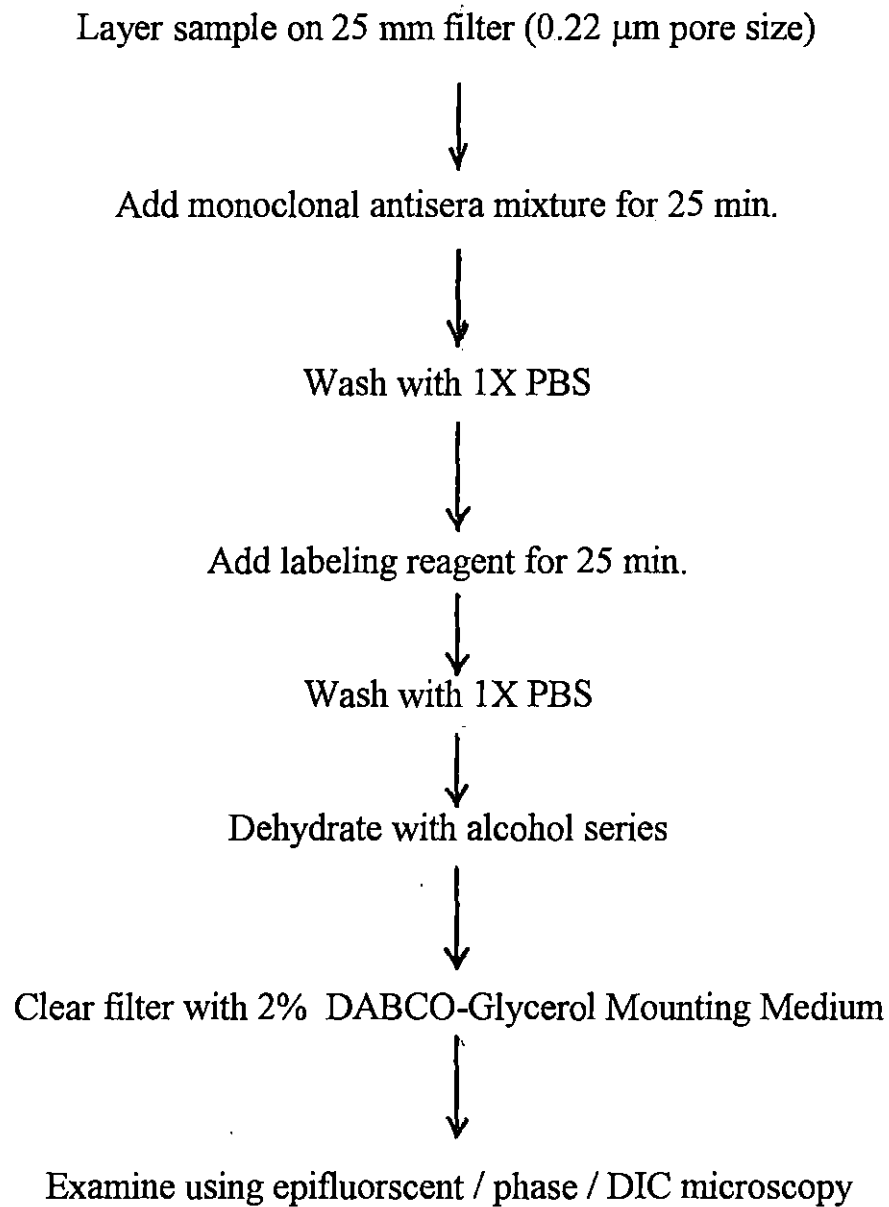 Layer sample on 25 mm filter (0.22 μm pore size)
Add monoclonal antisera mixture for 25 min.
Wash with 1X PBS
Add labeling reagent for 25 min.
Wash with 1X PBS
Dehydrate with alcohol series
Clear filter with 2% DABCO-Glycerol Mounting Medium
Examine using epifluorscent / phase / DIC microscopy